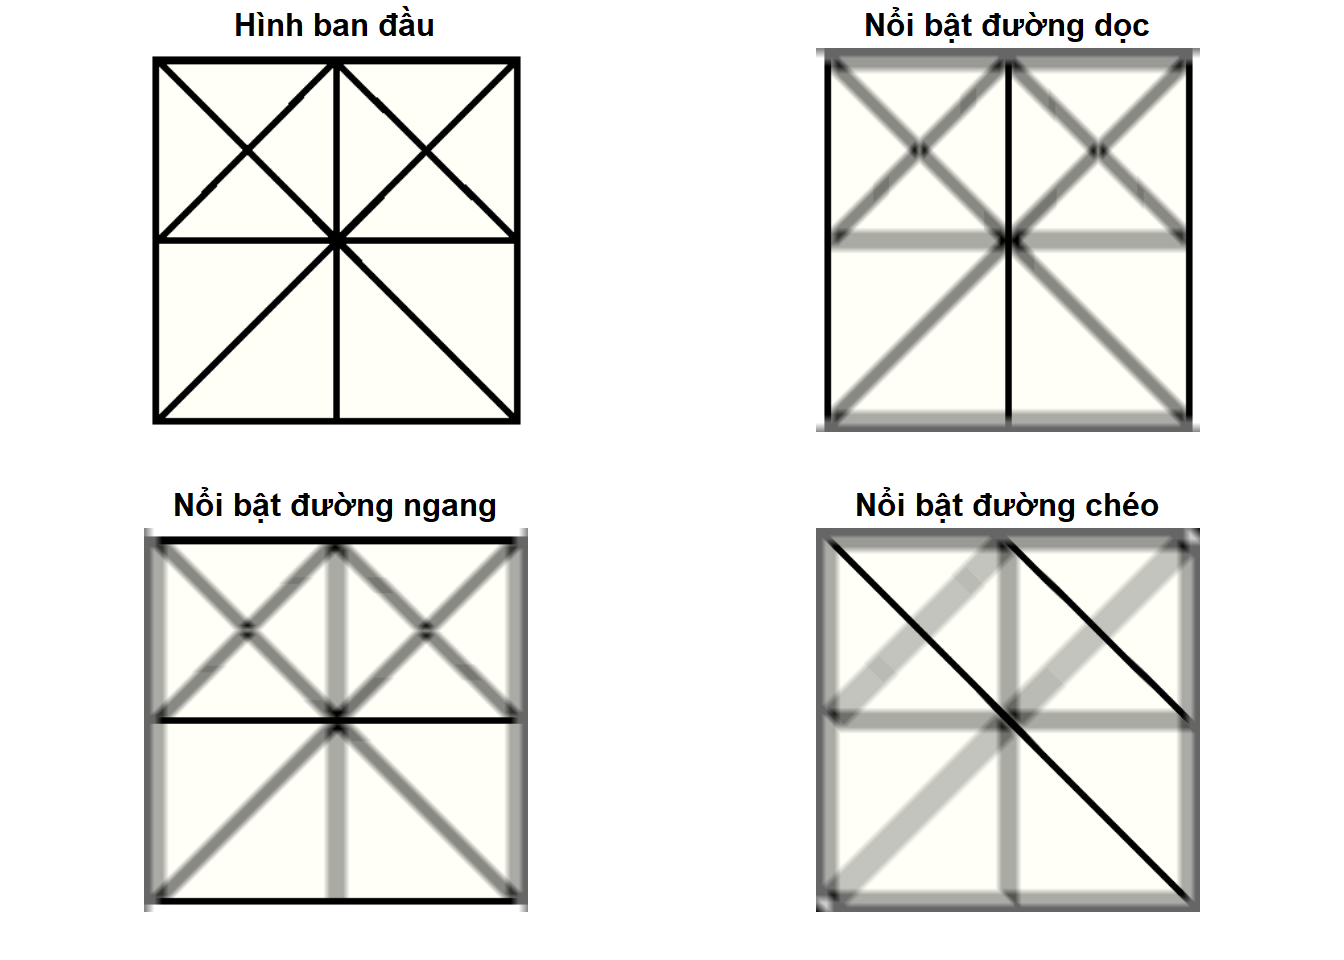 Hình ban đầu
Nổi bật đường dọc
Nổi bật đường ngang
Nổi bật đường chéo